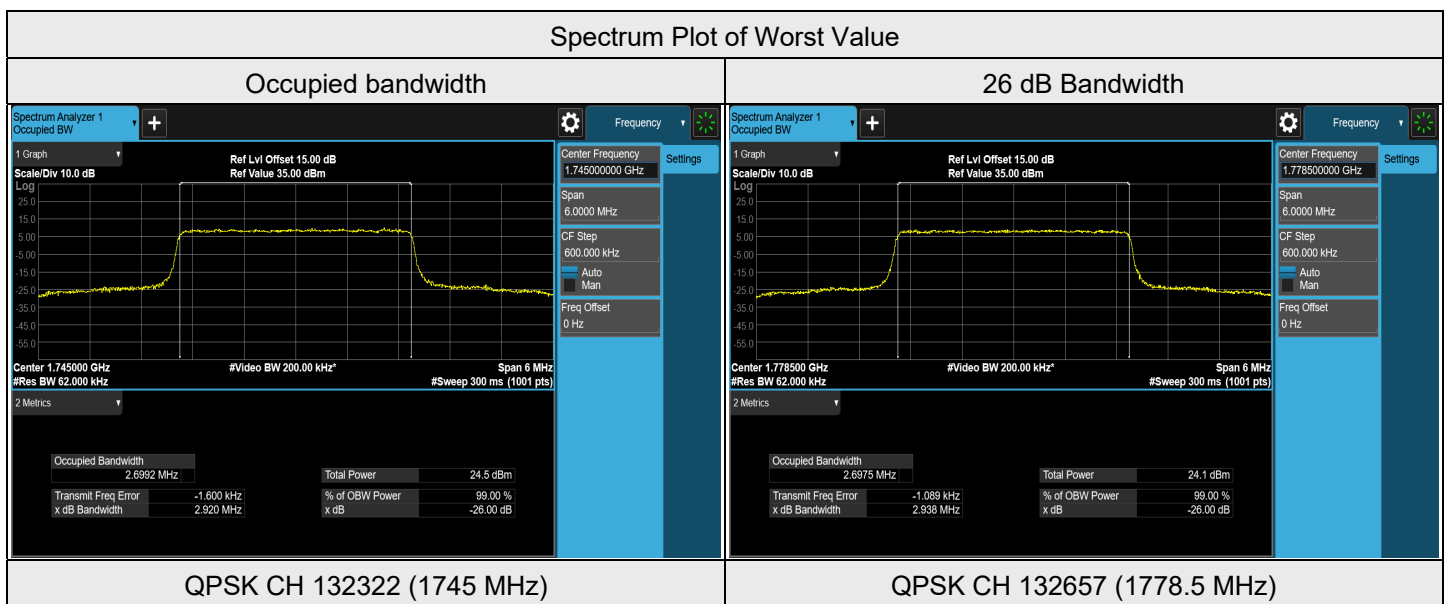 Spectrum Plot of Worst Value
Occupied bandwidth
26 dB Bandwidth
Spectrum Analyzer 1
Occupied BW
+
Frequency
1 Graph
Scale/Div 10.0 dB
Log
Ref Lvl Offset 15.00 dB
Ref Value 35.00 dBm
25.0
15.0
5.00
-5.00
-15.0
-25.0
-35.0
-45.0
-55.0
Center 1.745000 GHz
#Res BW 62.000 kHz
#Video BW 200.00 kHz*
Span 6 MHz
#Sweep 300 ms (1001 pts)
Center Frequency
1.745000000 GHz
Settings
Span
6.0000 MHz
CF Step
600.000 kHz
Auto
Man
Freq Offset
0 Hz
2 Metrics
Occupied Bandwidth
2.6992 MHz
Total Power 24.5 dBm
Transmit Freq Error -1.600 kHz % of OBW Power 99.00 %
x dB Bandwidth 2.920 MHz x dB -26.00 dB
Spectrum Analyzer 1
Occupied BW
+
Frequency
1 Graph
Scale/Div 10.0 dB
Log
Ref Lvl Offset 15.00 dB
Ref Value 35.00 dBm
25.0
15.0
5.00
-5.00
-15.0
-25.0
-35.0
-45.0
-55.0
Center 1.778500 GHz
#Res BW 62.000 kHz
#Video BW 200.00 kHz*
Span 6 MHz
#Sweep 300 ms (1001 pts)
Center Frequency
1.778500000 GHz
Settings
Span
6.0000 MHz
CF Step
600.000 kHz
Auto
Man
Freq Offset
0 Hz
2 Metrics
Occupied Bandwidth
2.6975 MHz
Total Power 24.1 dBm
Transmit Freq Error -1.089 kHz % of OBW Power 99.00 %
x dB Bandwidth 2.938 MHz x dB -26.00 dB
QPSK CH 132322 (1745 MHz)
QPSK CH 132657 (1778.5 MHz)